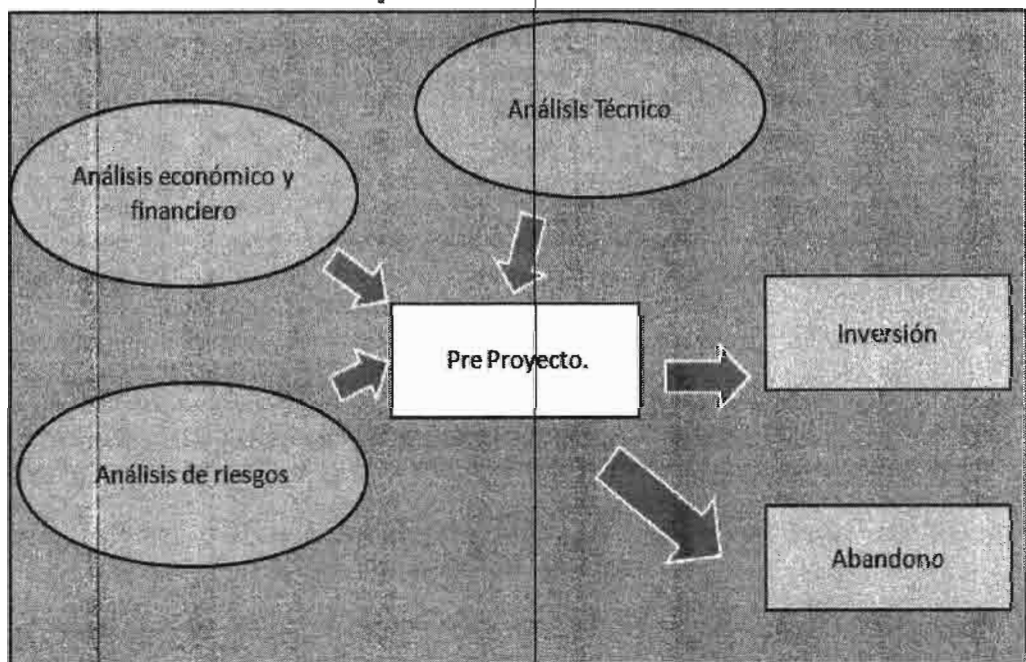 Análisis Técnico
Análisis económico y
financiero
Pre Proyecto.
Inversión
Análisis de riesgos
Abandono